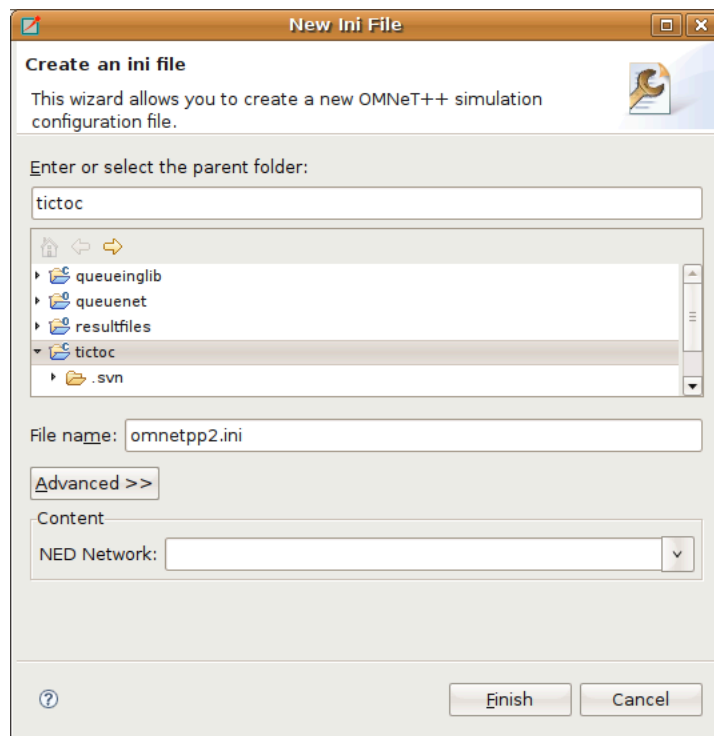 New Ini File
Create an ini file
This wizard allows you to create a new OMNeT++ simulation
configuration file.
Enter or select the parent folder:
tictoc
queueinglib
queuenet
resultfiles
tictoc
.svn
File name: omnetpp2.ini
Advanced >>
Content
NED Network:
Finish Cancel